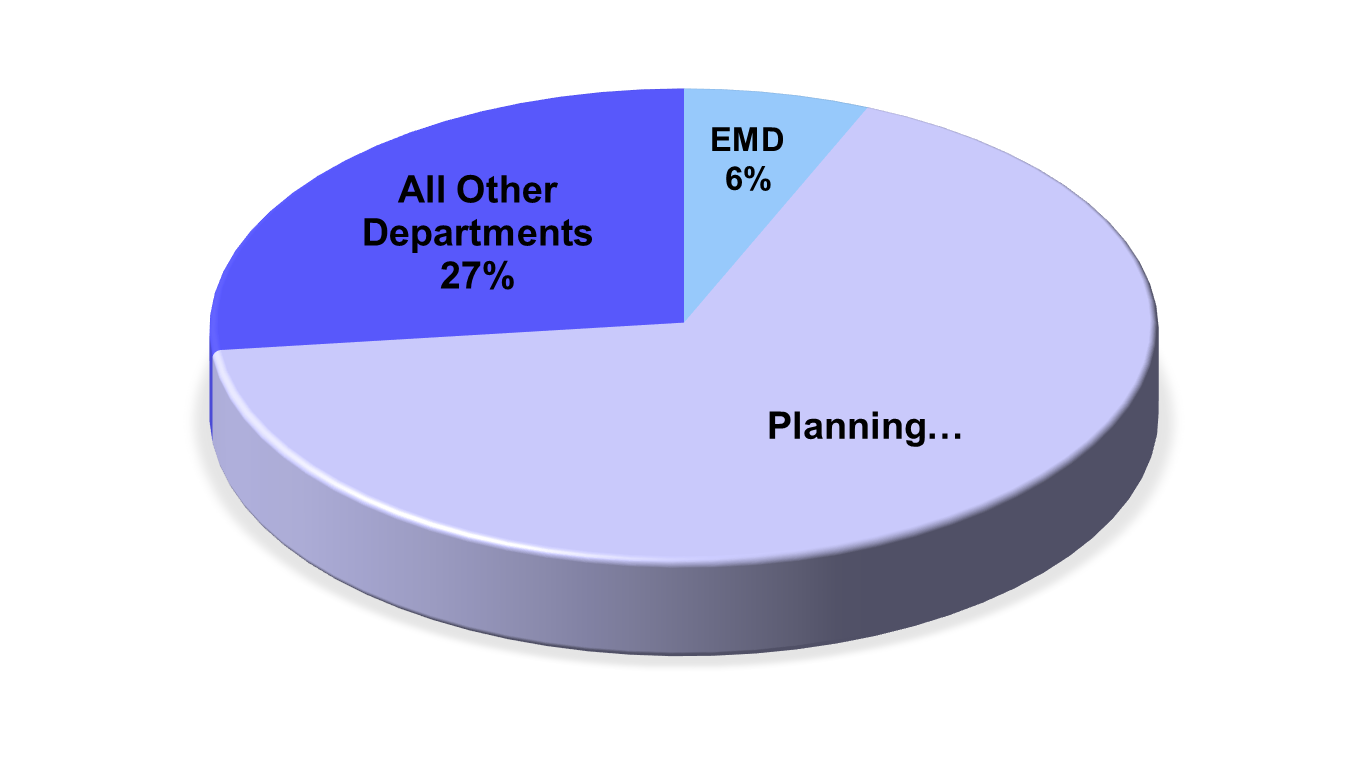 EMD
6%
All Other
Departments
27%
Planning…